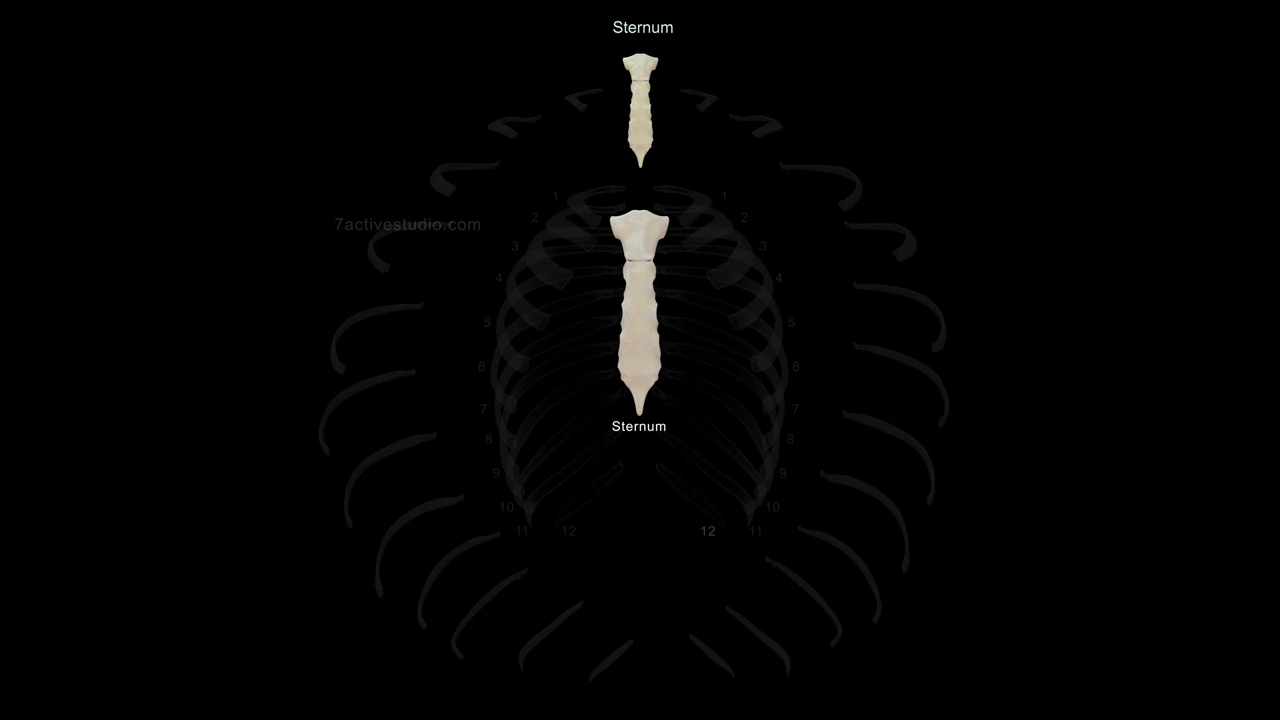 Sternum
1 1
7activestudio.com
2 2
3 3
4 4
5 5
6 6
7 7
8 8
9 9
10 10
11 12 12 11
Sternum